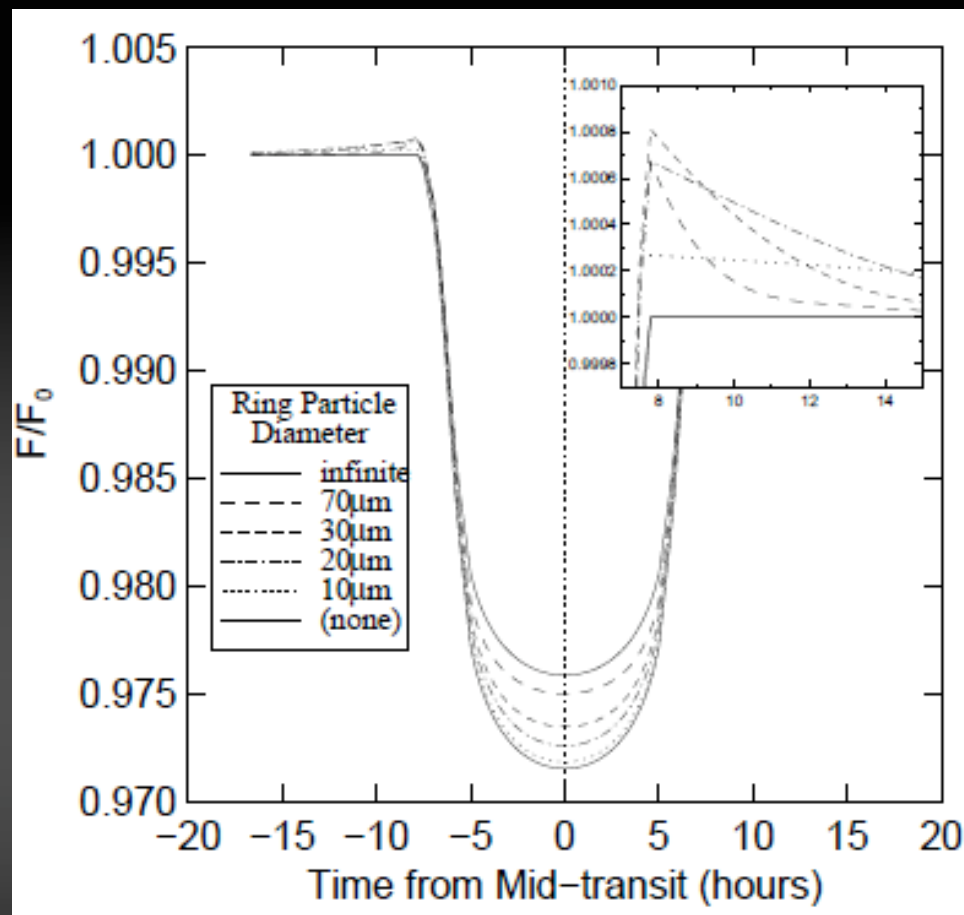 1.005
1.000
0.995
0.990
0.985
0.980
0.975
0.970
F/F0
−20 −15 −10 −5 0 5 10 15 20
Time from Mid−transit (hours)
Ring Particle
Diameter
infinite
70μm
30μm
20μm
10μm
(none)
1.0010
1.0008
1.0006
1.0004
1.0002
1.0000
0.9998
8 10 12 14